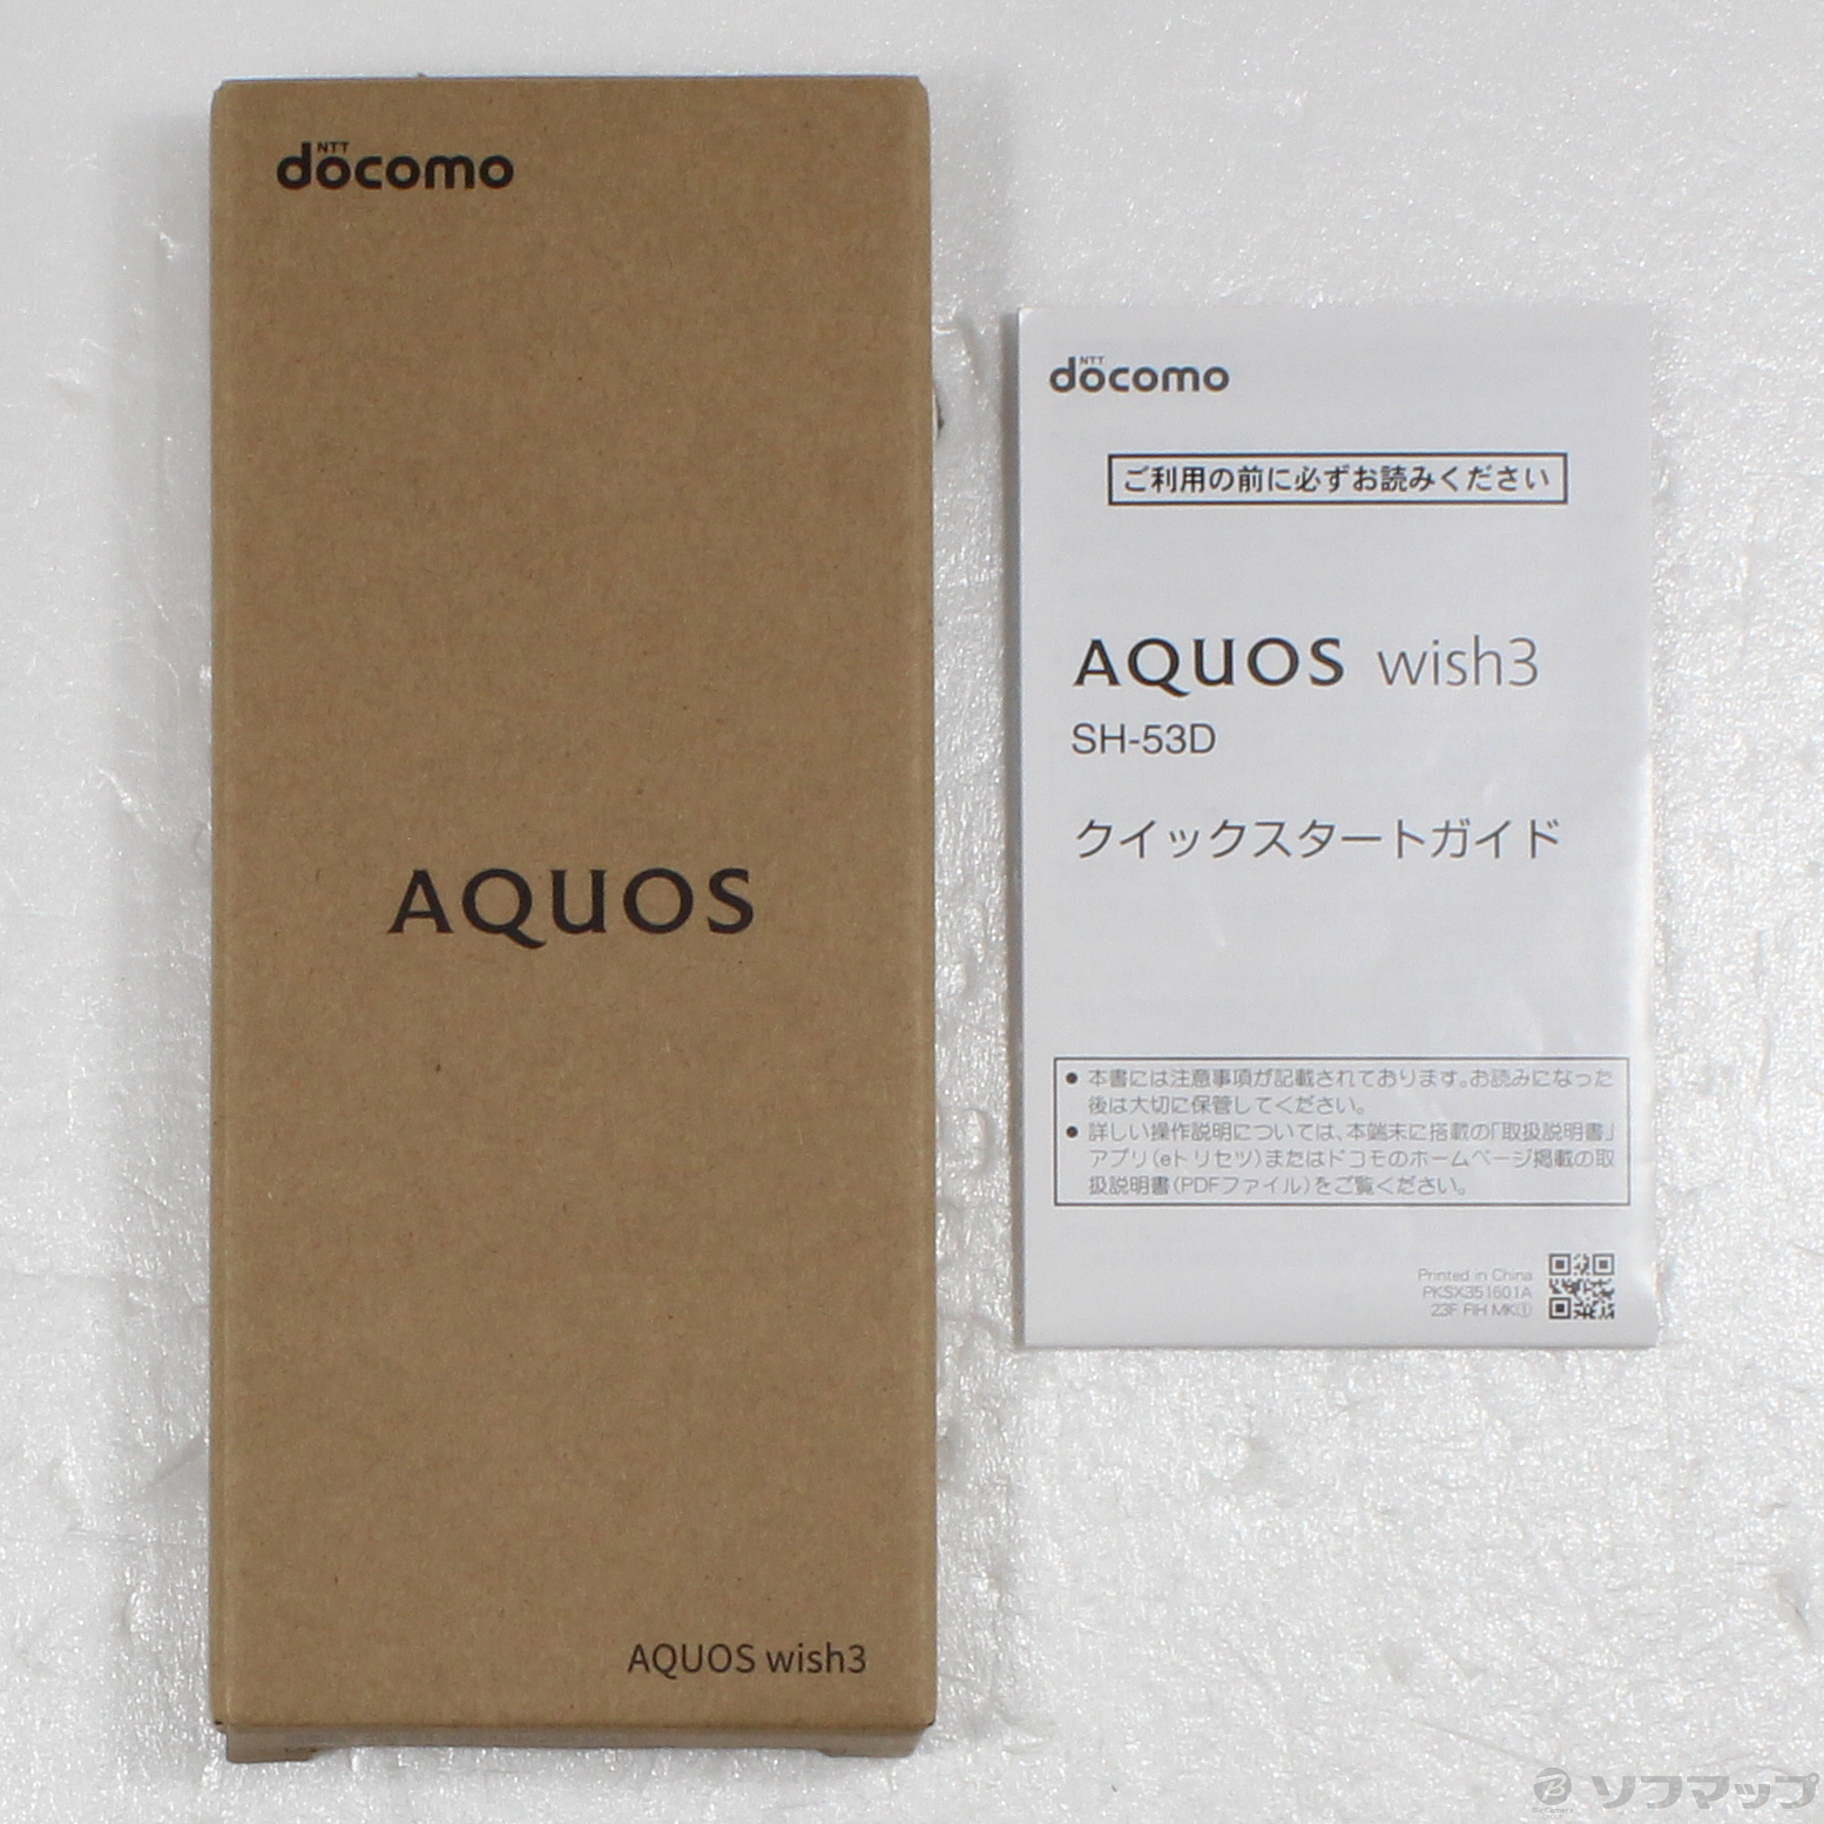 NTT
docomo
AQUOS
AQUOS wish3
NTT
docomo
ご利用の前に必ずお読みください
AQUOS wish3
SH-53D
クイックスタートガイド
● 本書には注意事項が記載されております。お読みになった
後は大切に保管してください。
● 詳しい操作説明については、本端末に搭載の「取扱説明書」
アプリ(eトリセツ)またはドコモのホームページ掲載の取
扱説明書(PDFファイル)をご覧ください。
Printed in China
PKSX351601A
23F FIH MK①
ソフマップ